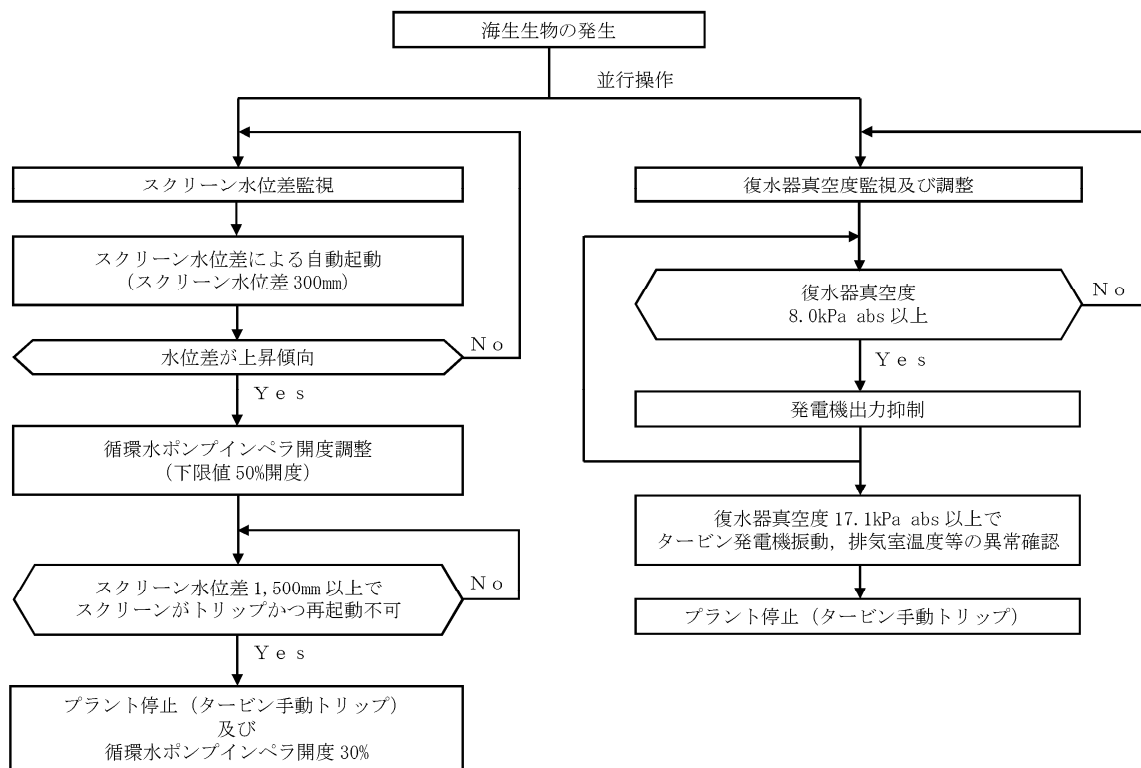 海生生物の発生
並行操作
スクリーン水位差監視
スクリーン水位差による自動起動
(スクリーン水位差 300mm)
水位差が上昇傾向
No
Yes
循環水ポンプインペラ開度調整
(下限値 50%開度)
スクリーン水位差 1,500mm 以上で
スクリーンがトリップかつ再起動不可
No
Yes
プラント停止(タービン手動トリップ)
及び
循環水ポンプインペラ開度 30%
復水器真空度監視及び調整
復水器真空度
8.0kPa abs 以上
No
Yes
発電機出力抑制
復水器真空度 17.1kPa abs 以上で
タービン発電機振動，排気室温度等の異常確認
プラント停止(タービン手動トリップ)